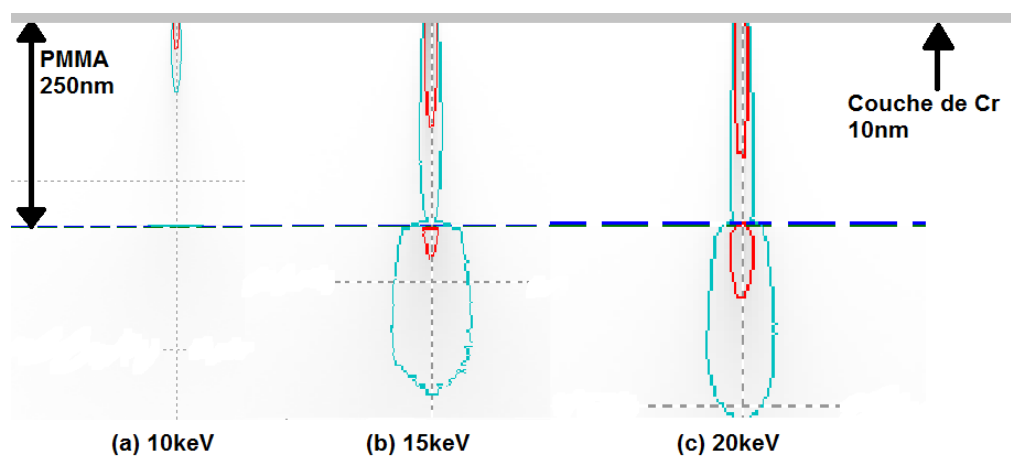 PMMA
250nm
Couche de Cr
10nm
(a) 10keV
(b) 15keV
(c) 20keV